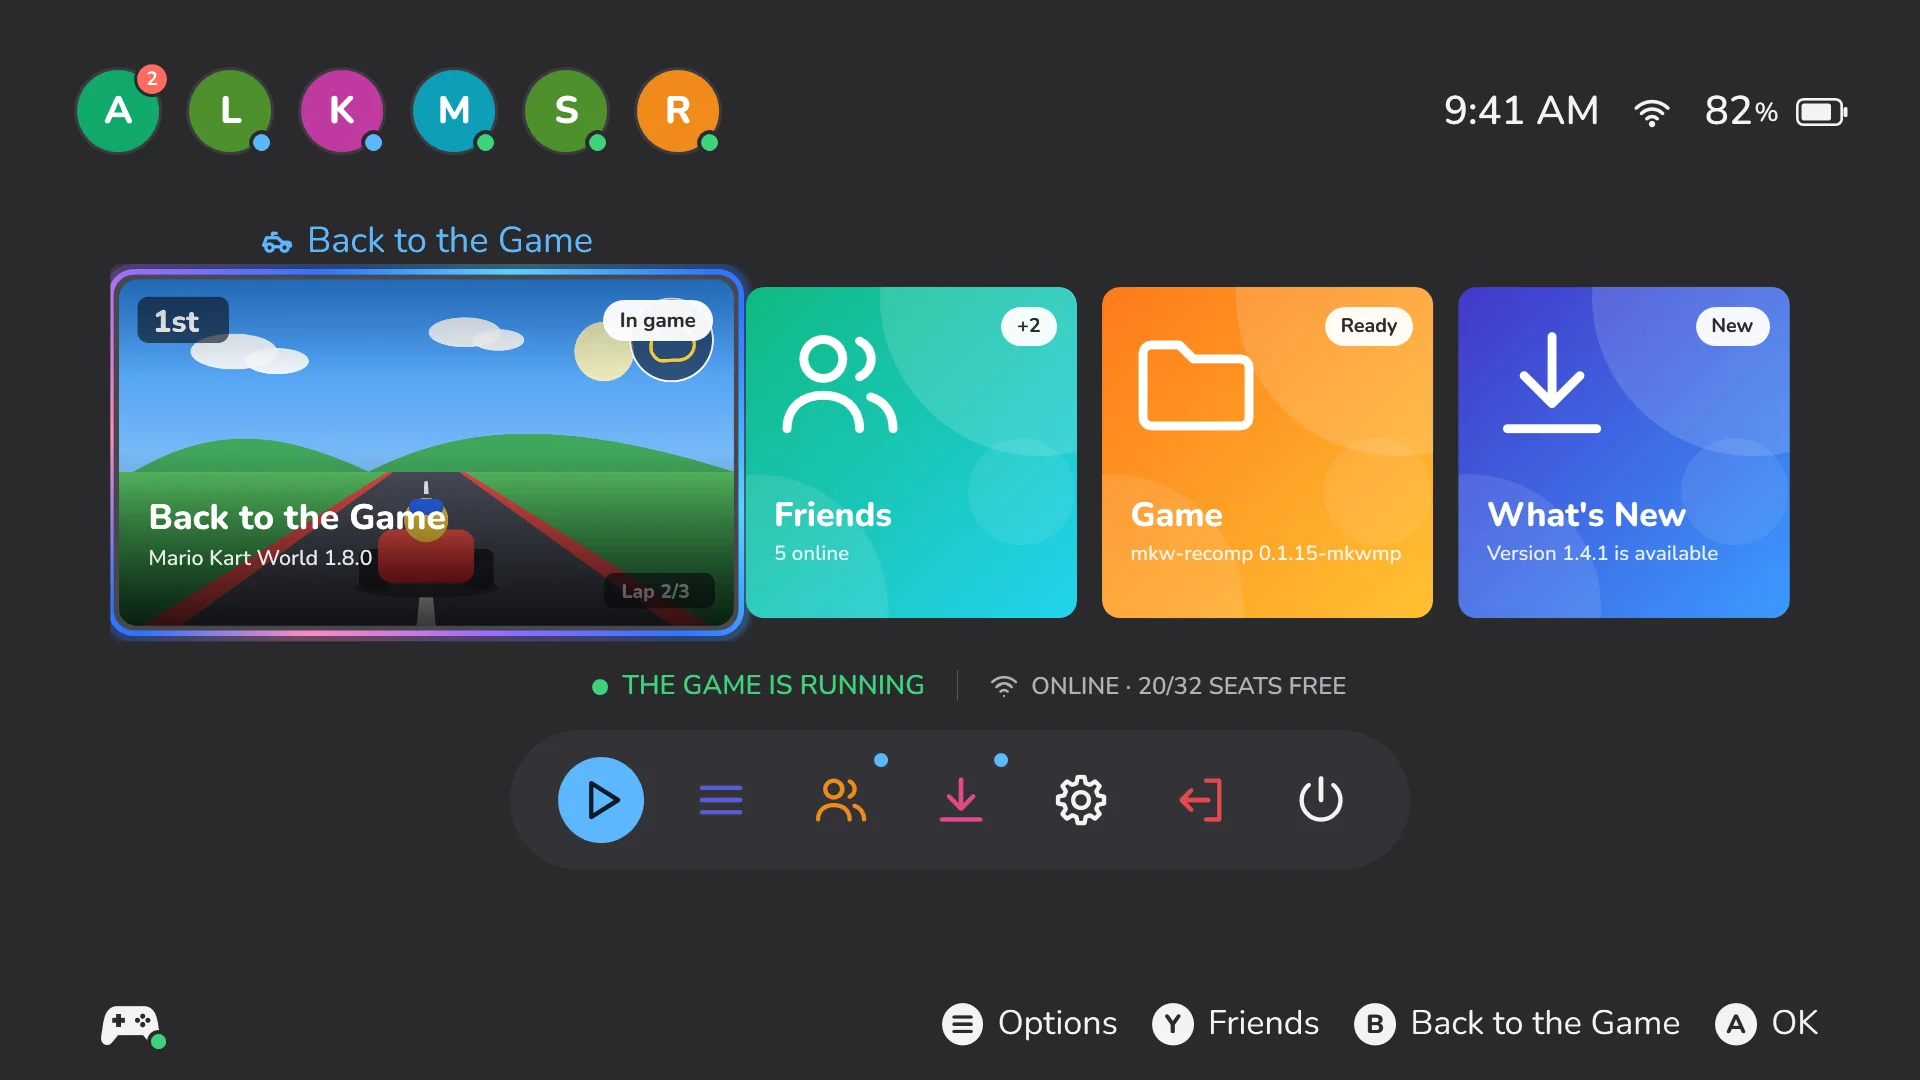 A 2 L K M S R
9:41 AM 82%
Back to the Game
1st
In game
Back to the Game
Mario Kart World 1.8.0
Lap 2/3
+2
Friends
5 online
Ready
Game
mkw-recomp 0.1.15-mkwmp
New
What's New
Version 1.4.1 is available
THE GAME IS RUNNING
ONLINE · 20/32 SEATS FREE
Options Y Friends B Back to the Game A OK